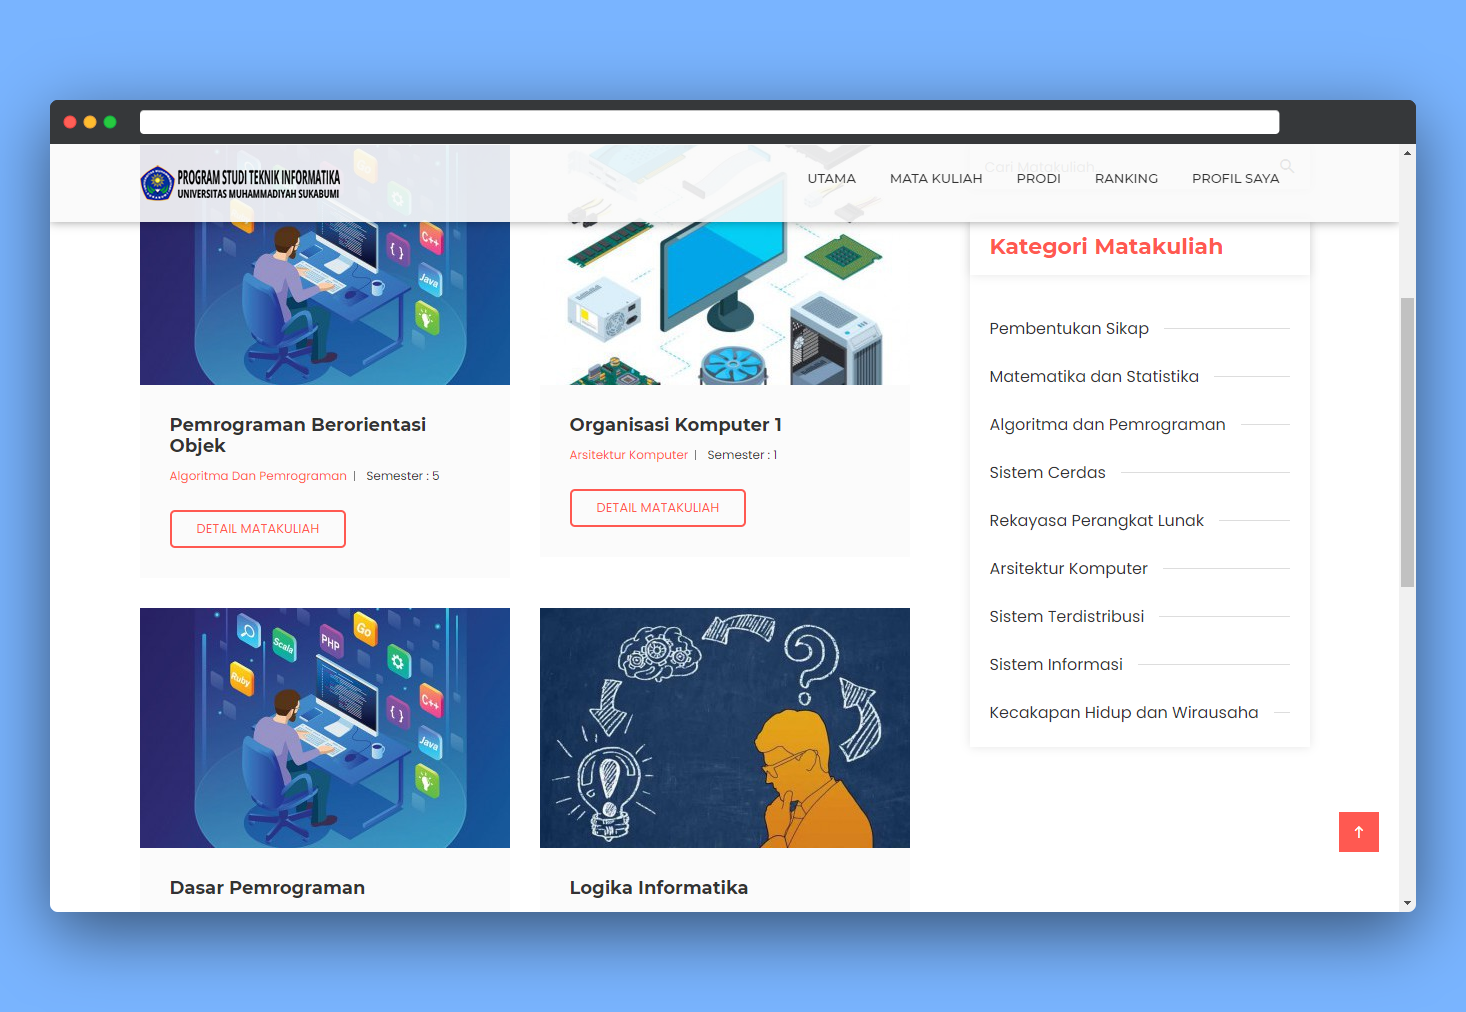 PROGRAM STUDI TEKNIK INFORMATIKA
UNIVERSITAS MUHAMMADIYAH SUKABUMI
UTAMA
MATA KULIAH
PRODI
RANKING
PROFIL SAYA
Cari Matakuliah
Go
C++
{ }
Java
Pemrograman Berorientasi
Objek
Algoritma Dan Pemrograman | Semester : 5
DETAIL MATAKULIAH
Organisasi Komputer 1
Arsitektur Komputer | Semester : 1
DETAIL MATAKULIAH
Scala
PHP
Go
Ruby
C++
{ }
Java
?
Dasar Pemrograman
Logika Informatika
Kategori Matakuliah
Pembentukan Sikap
Matematika dan Statistika
Algoritma dan Pemrograman
Sistem Cerdas
Rekayasa Perangkat Lunak
Arsitektur Komputer
Sistem Terdistribusi
Sistem Informasi
Kecakapan Hidup dan Wirausaha